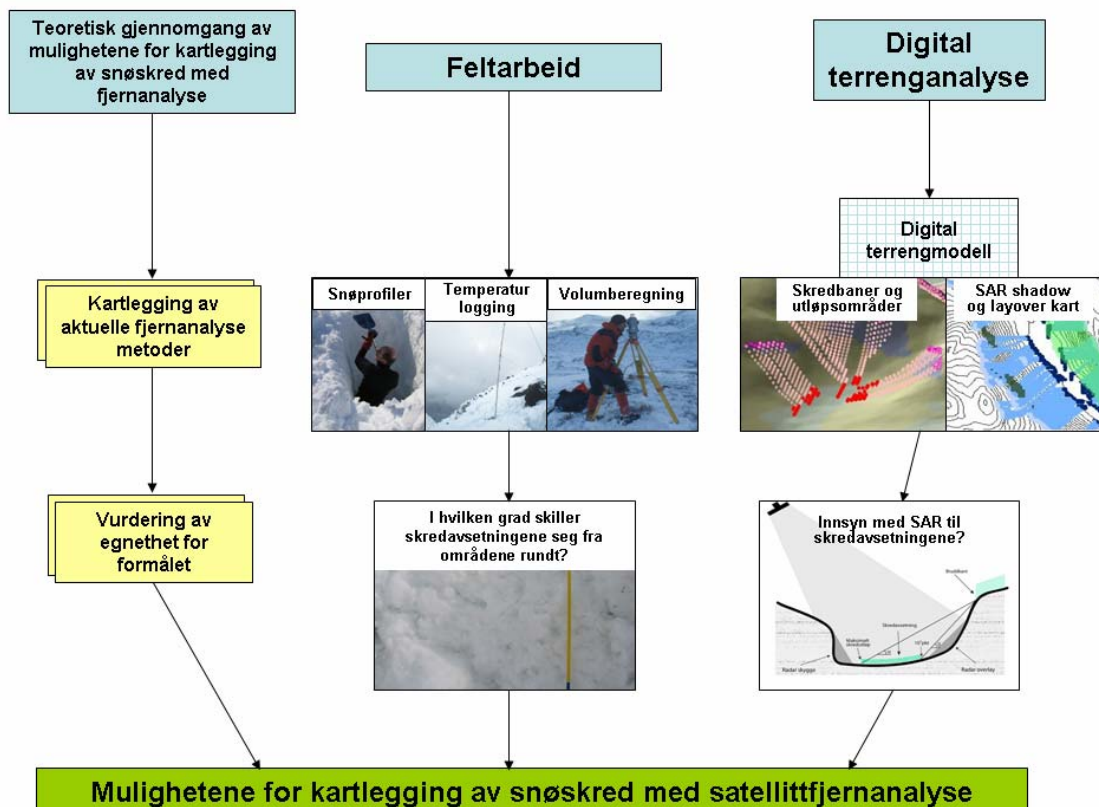 Teoretisk gjennomgang av
mulighetene for kartlegging
av snøskred med
fjernanalyse
Feltarbeid
Digital
terrenganalyse
Digital
terrengmodell
Kartlegging av
aktuelle fjernanalyse
metoder
Snøprofiler
Temperatur
logging
Volumberegning
Skredbaner og
utløpsområder
SAR shadow
og layover kart
Vurdering av
egnethet for
formålet
I hvilken grad skiller
skredavsetningene seg fra
områdene rundt?
Innsyn med SAR til
skredavsetningene?
Bruddkant
Skredavsetning
Maksimalt
Radar skygge
Radar overlay
Mulighetene for kartlegging av snøskred med satellittfjernanalyse